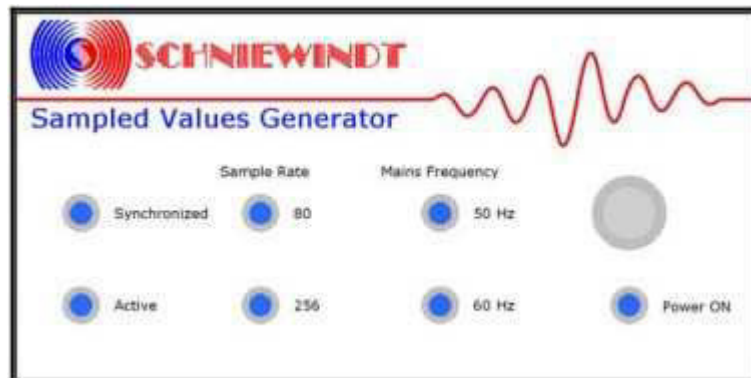 SCHNIEWINDT
Sampled Values Generator
Sample Rate Mains Frequency
Synchronized 80 50 Hz
Active 256 60 Hz Power ON